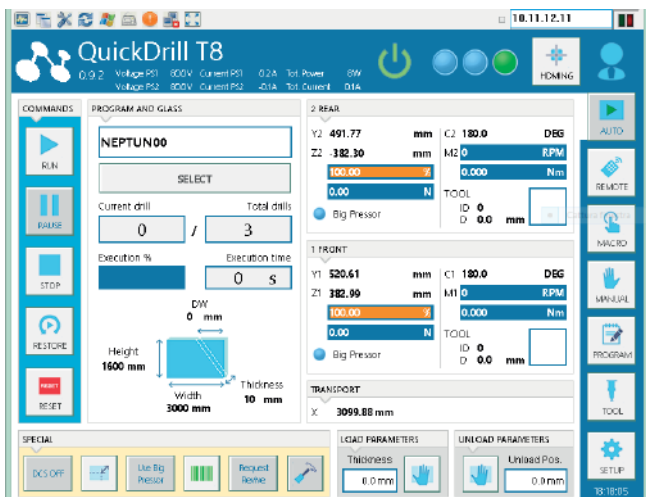 10.11.12.11
QuickDrill T8
0.9.2 Voltage PS1 800V Current PS1 0.2A Tot. Power 8W
Voltage PS2 800V Current PS2 -0.1A Tot. Current 0.1A
HOMING
COMMANDS
RUN
PAUSE
STOP
RESTORE
RESET
RESET
PROGRAM AND GLASS
NEPTUN00
SELECT
Current drill Total drills
0 / 3
Execution % Execution time
0 s
DW
0 mm
Height
1600 mm
Width
3000 mm
Thickness
10 mm
2 REAR
Y2 491.77 mm C2 180.0 DEG
Z2 -382.30 mm M2 0 RPM
100.00 % 0.000 Nm
0.00 N TOOL
Big Pressor ID 0
D 0.0 mm
1 FRONT
Y1 520.61 mm C1 180.0 DEG
Z1 382.99 mm M1 0 RPM
100.00 % 0.000 Nm
0.00 N TOOL
Big Pressor ID 0
D 0.0 mm
TRANSPORT
X 3099.88 mm
AUTO
REMOTE
MACRO
MANUAL
PROGRAM
TOOL
SETUP
18:18:05
SPECIAL
DCS OFF
Use Big
Pressor
Request
Revive
LOAD PARAMETERS
Thickness
0.0 mm
UNLOAD PARAMETERS
Unload Pos.
0.0 mm